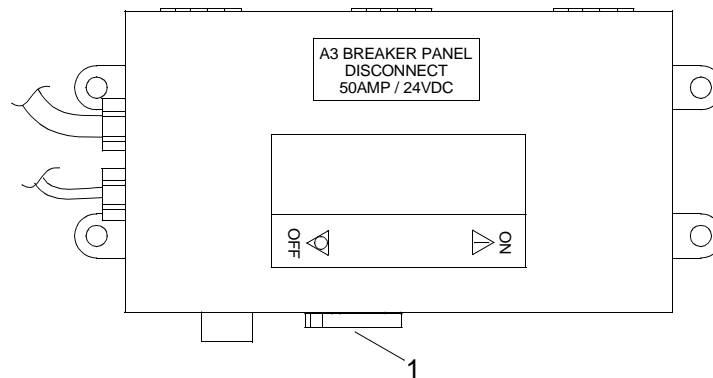 A3 BREAKER PANEL
DISCONNECT
50AMP / 24VDC
OFF
ON
1